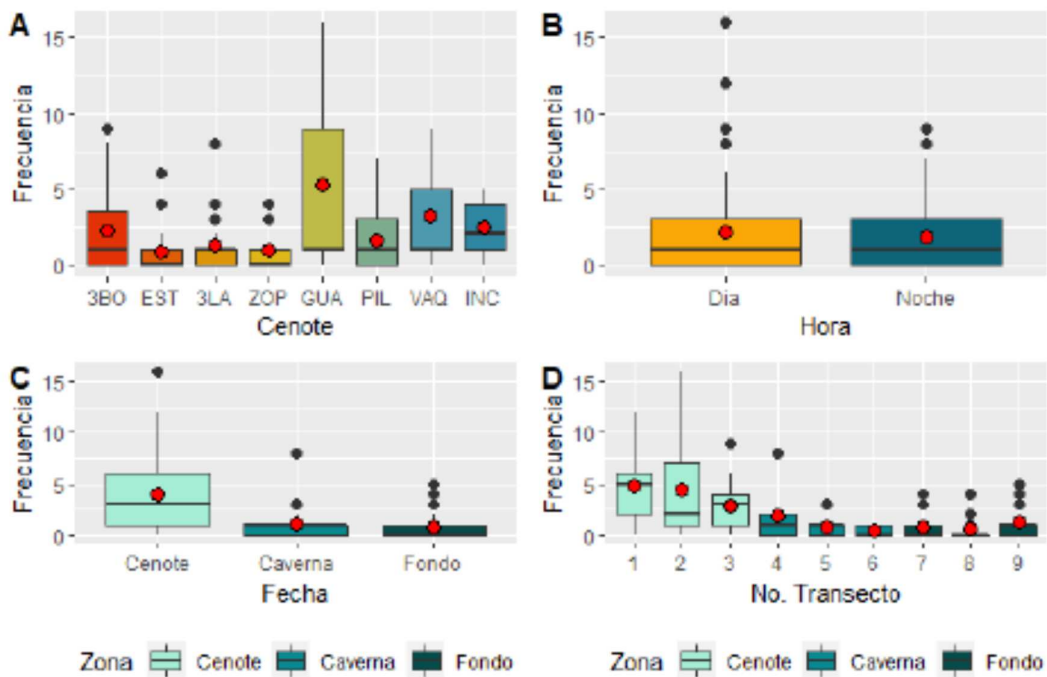 A
Frecuencia
15
10
5
0
3BO EST 3LA ZOP GUA PIL VAQ INC
Cenote
B
Frecuencia
15
10
5
0
Dia Noche
Hora
C
Frecuencia
15
10
5
0
Cenote Caverna Fondo
Fecha
D
Frecuencia
15
10
5
0
1 2 3 4 5 6 7 8 9
No. Transecto
Zona Cenote Caverna Fondo
Zona Cenote Caverna Fondo